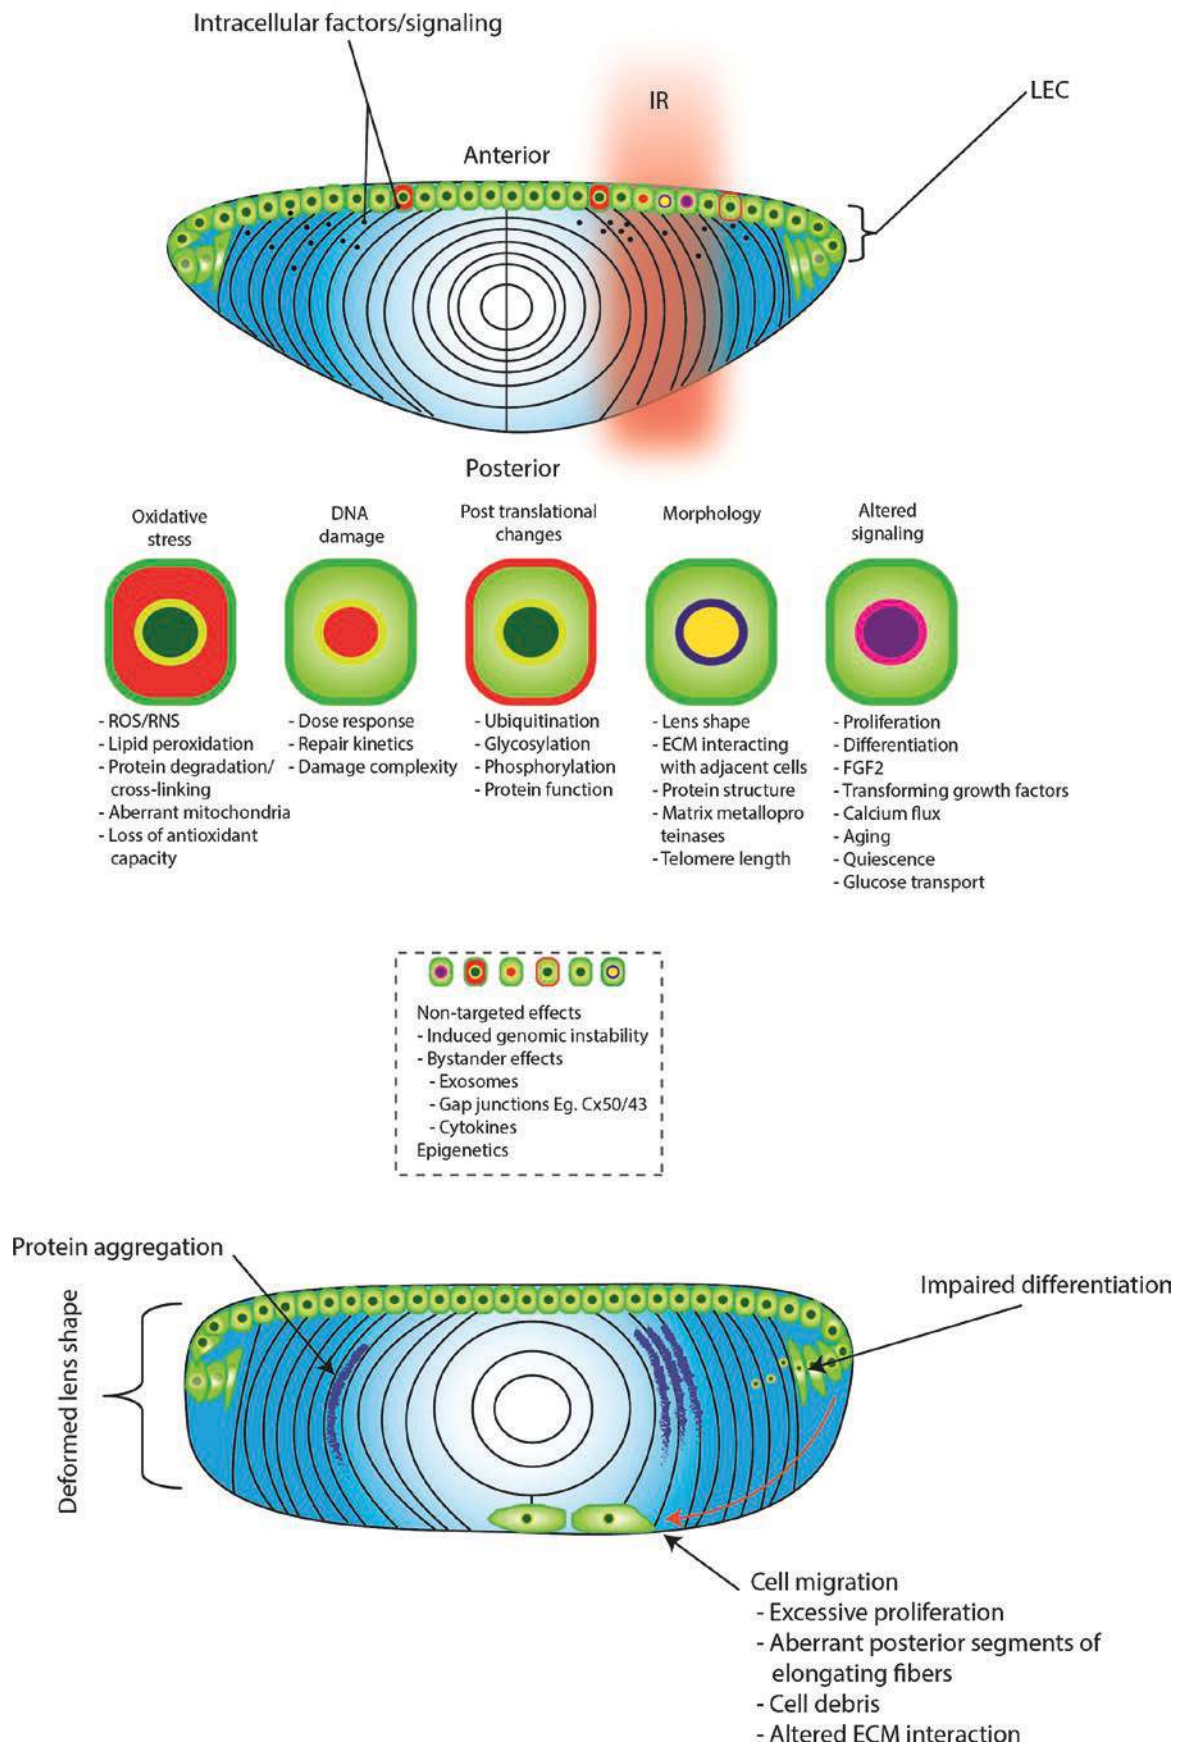 Intracellular factors/signaling
IR
LEC
Anterior
Posterior
Oxidative
stress
- ROS/RNS
- Lipid peroxidation
- Protein degradation/
cross-linking
- Aberrant mitochondria
- Loss of antioxidant
capacity
DNA
damage
- Dose response
- Repair kinetics
- Damage complexity
Post translational
changes
- Ubiquitination
- Glycosylation
- Phosphorylation
- Protein function
Morphology
- Lens shape
- ECM interacting
with adjacent cells
- Protein structure
- Matrix metallopro
teinases
- Telomere length
Altered
signaling
- Proliferation
- Differentiation
- FGF2
- Transforming growth factors
- Calcium flux
- Aging
- Quiescence
- Glucose transport
Non-targeted effects
- Induced genomic instability
- Bystander effects
- Exosomes
- Gap junctions Eg. Cx50/43
- Cytokines
Epigenetics
Protein aggregation
Impaired differentiation
Deformed lens shape
Cell migration
- Excessive proliferation
- Aberrant posterior segments of
elongating fibers
- Cell debris
- Altered ECM interaction